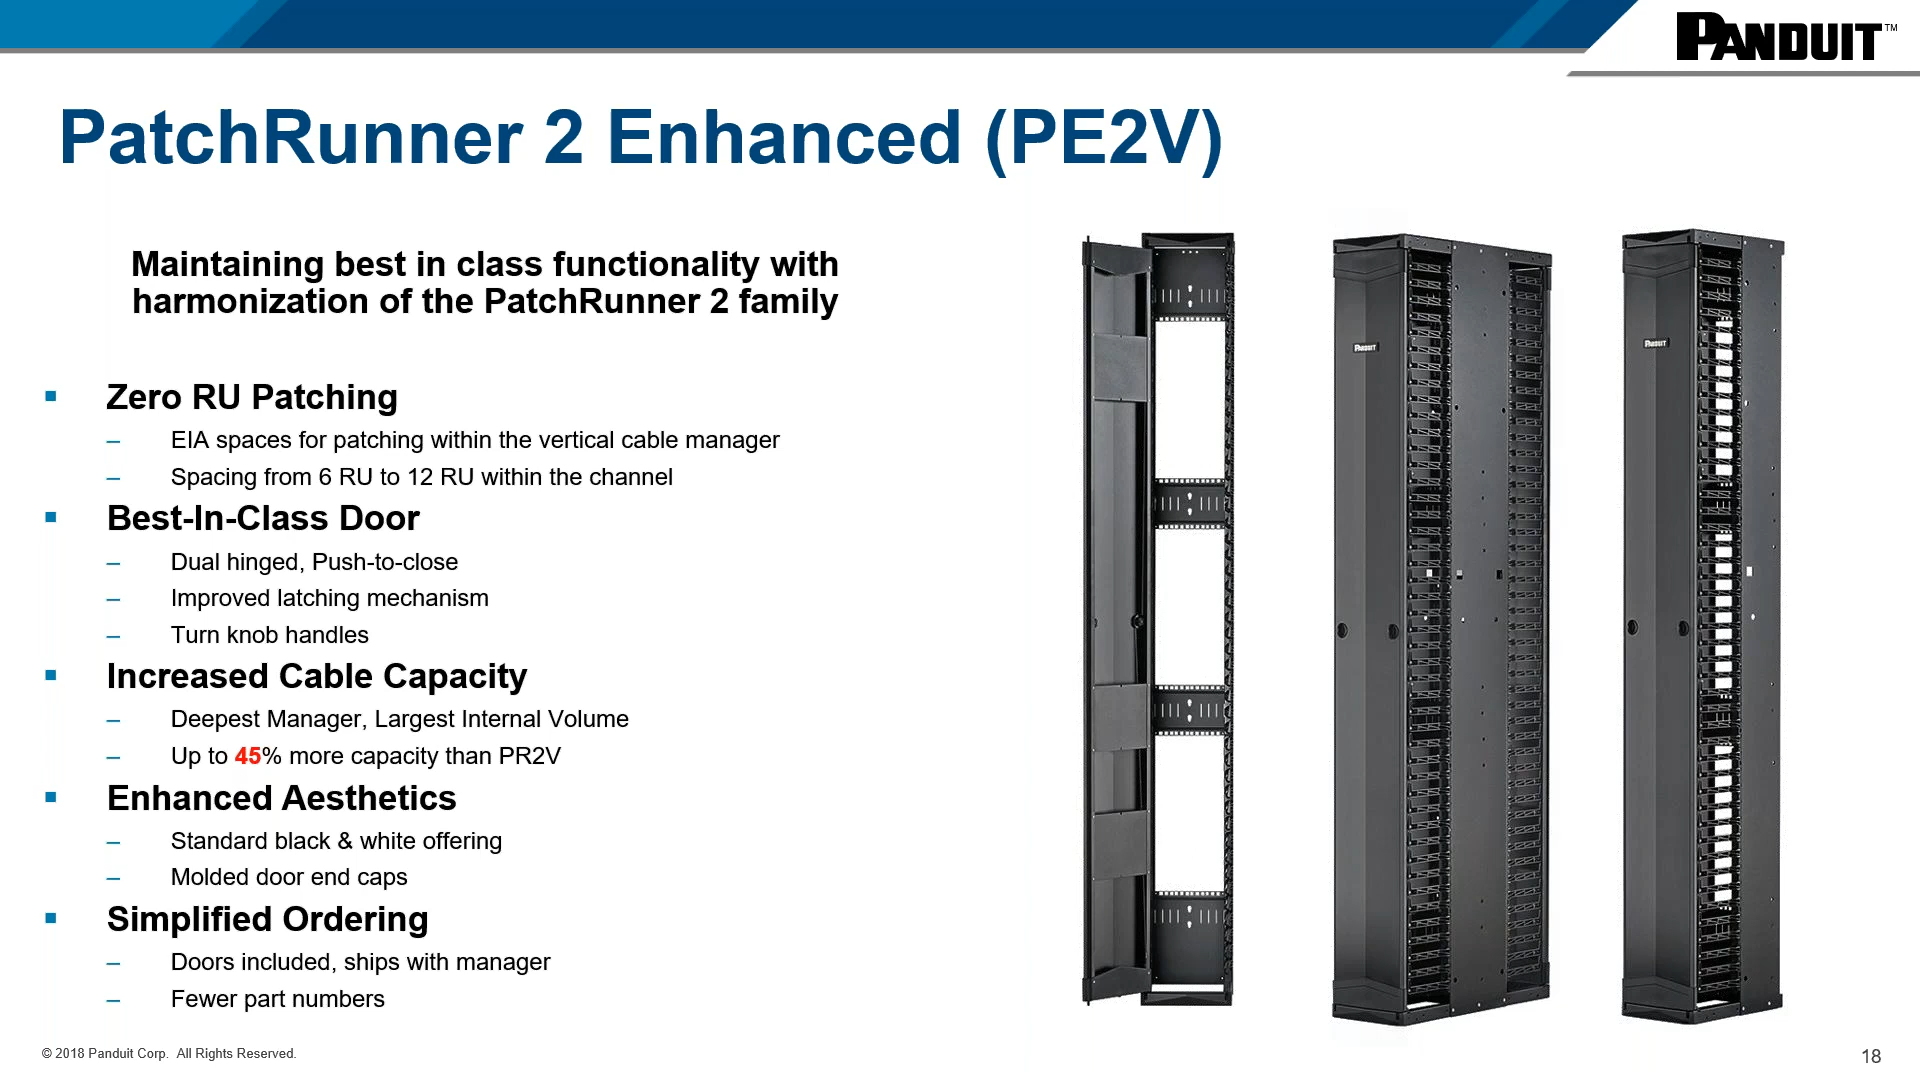 PANDUIT™
PatchRunner 2 Enhanced (PE2V)
Maintaining best in class functionality with
harmonization of the PatchRunner 2 family
▪ Zero RU Patching
– EIA spaces for patching within the vertical cable manager
– Spacing from 6 RU to 12 RU within the channel
▪ Best-In-Class Door
– Dual hinged, Push-to-close
– Improved latching mechanism
– Turn knob handles
▪ Increased Cable Capacity
– Deepest Manager, Largest Internal Volume
– Up to 45% more capacity than PR2V
▪ Enhanced Aesthetics
– Standard black & white offering
– Molded door end caps
▪ Simplified Ordering
– Doors included, ships with manager
– Fewer part numbers
PANDUIT
PANDUIT
© 2018 Panduit Corp. All Rights Reserved.
18